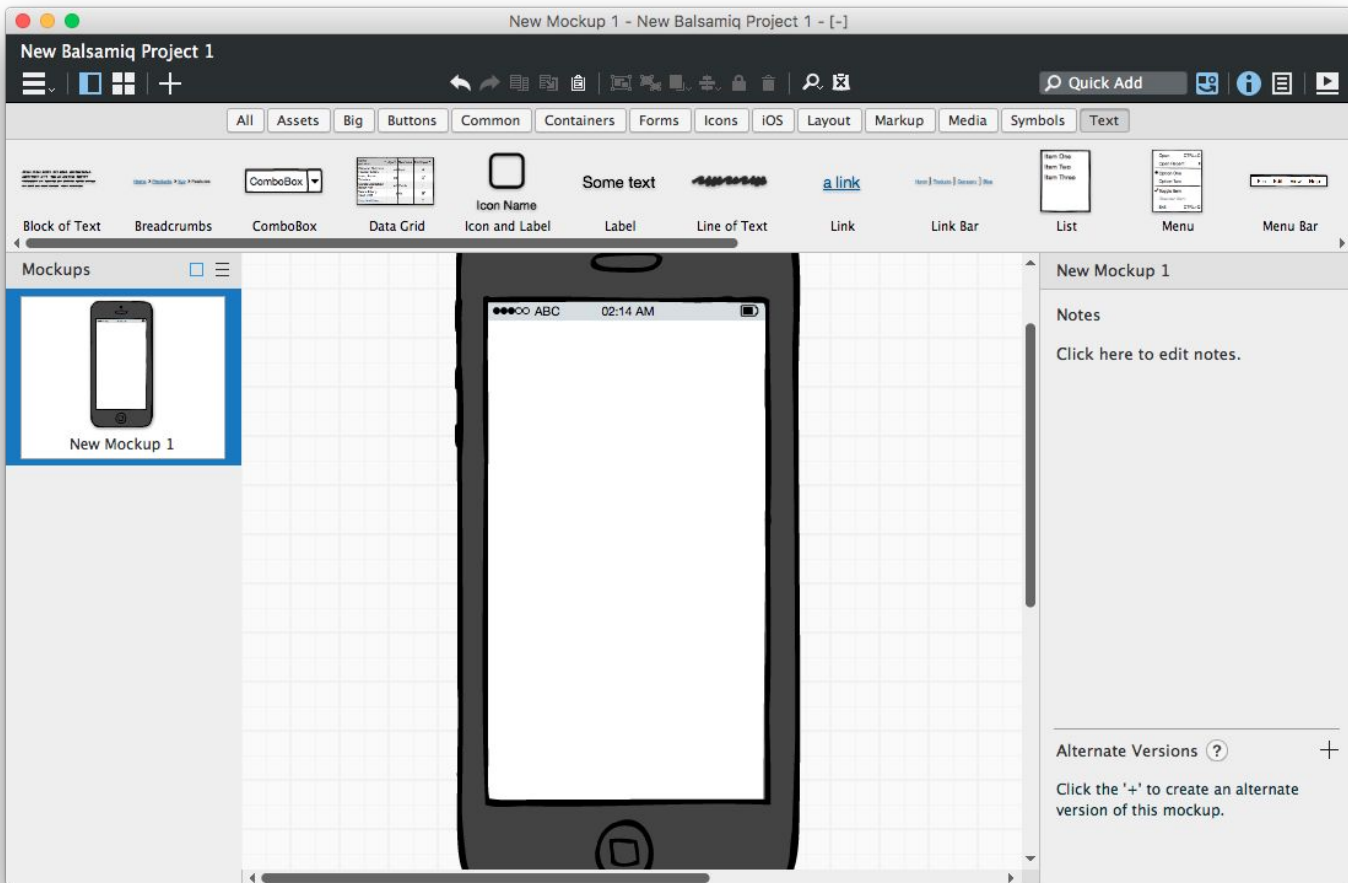 New Mockup 1 - New Balsamiq Project 1 - [-]
New Balsamiq Project 1
Quick Add
All Assets Big Buttons Common Containers Forms Icons iOS Layout Markup Media Symbols Text
ComboBox
Icon Name
Some text
a link
Item One
Item Two
Item Three
Block of Text Breadcrumbs ComboBox Data Grid Icon and Label Label Line of Text Link Link Bar List Menu Menu Bar
Mockups
New Mockup 1
ABC 02:14 AM
New Mockup 1
Notes
Click here to edit notes.
Alternate Versions ?
Click the '+' to create an alternate
version of this mockup.